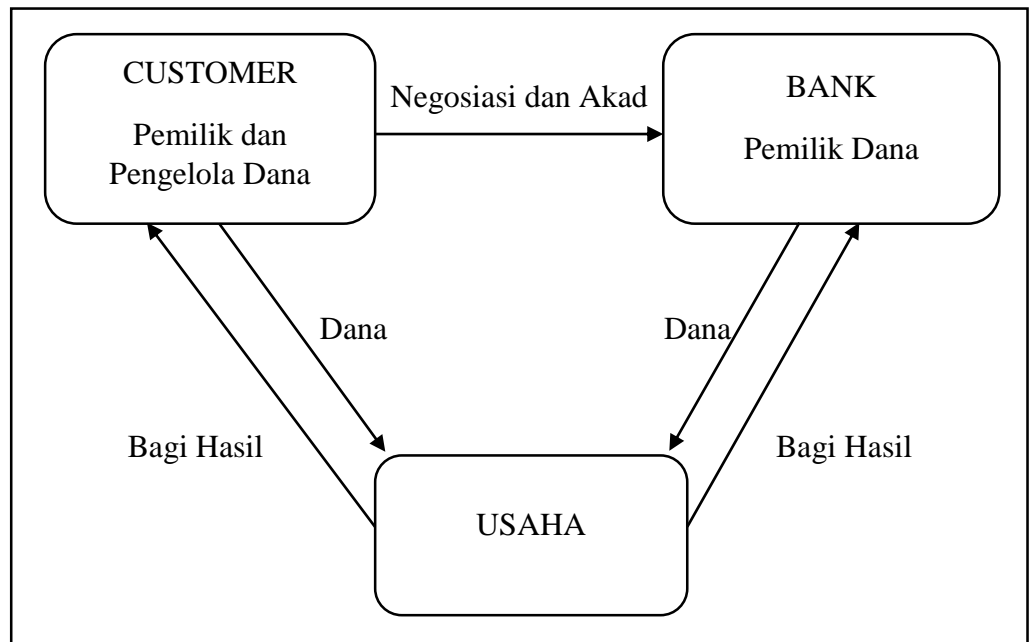 CUSTOMER
Pemilik dan
Pengelola Dana
Negosiasi dan Akad
BANK
Pemilik Dana
Dana
Dana
Bagi Hasil
Bagi Hasil
USAHA